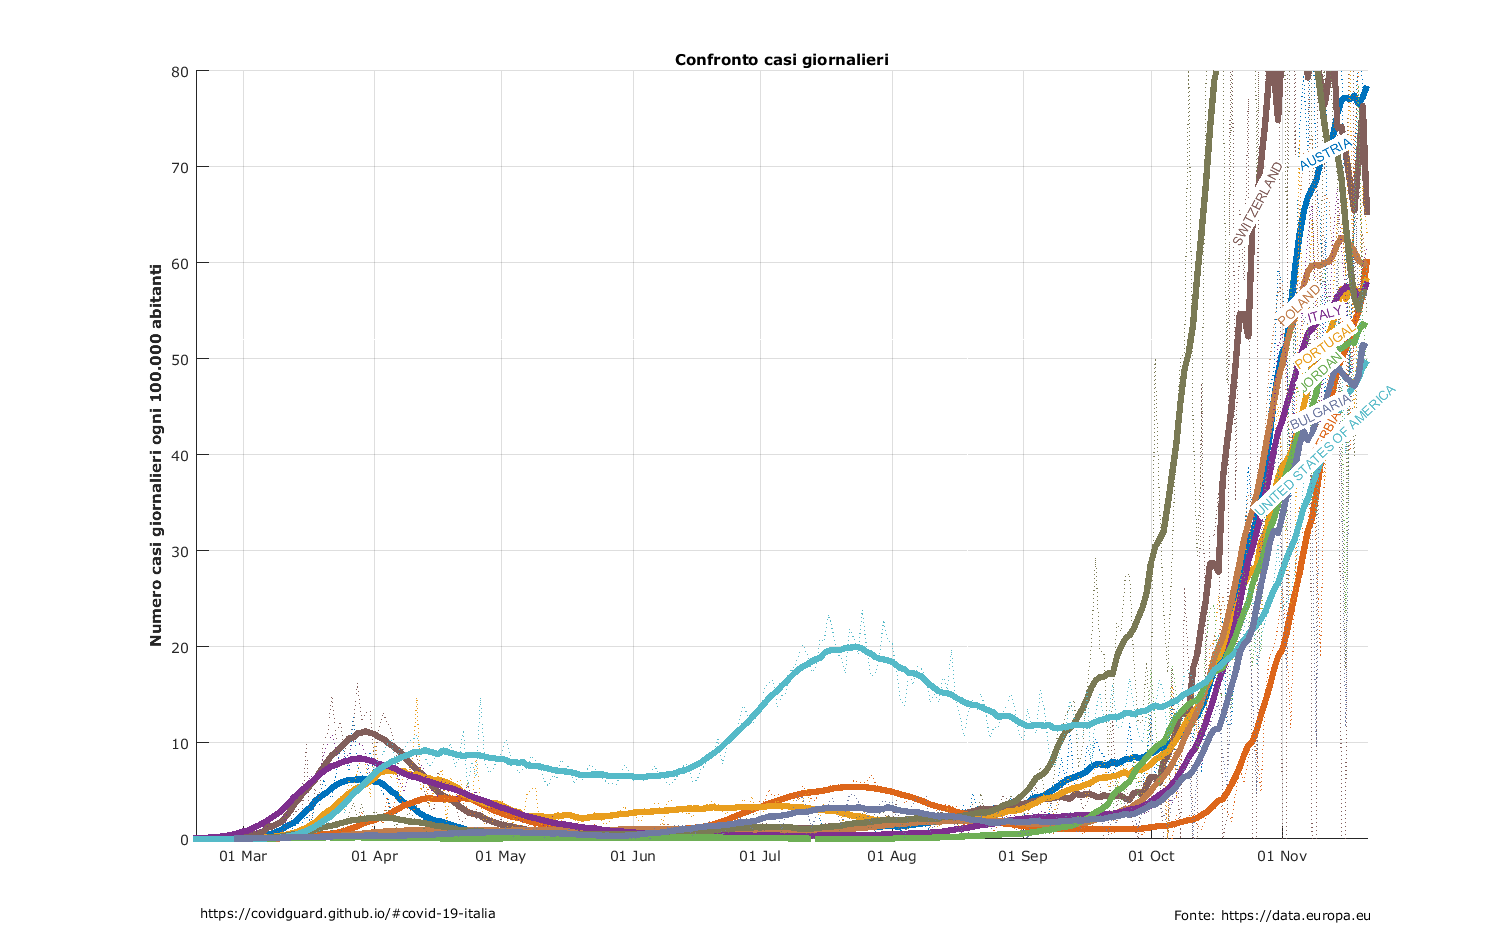 Confronto casi giornalieri
Numero casi giornalieri ogni 100.000 abitanti
80
70
60
50
40
30
20
10
0
AUSTRIA
SWITZERLAND
POLAND
ITALY
PORTUGAL
JORDAN
BULGARIA
RBIA
UNITED STATES OF AMERICA
01 Mar
01 Apr
01 May
01 Jun
01 Jul
01 Aug
01 Sep
01 Oct
01 Nov
https://covidguard.github.io/#covid-19-italia
Fonte: https://data.europa.eu